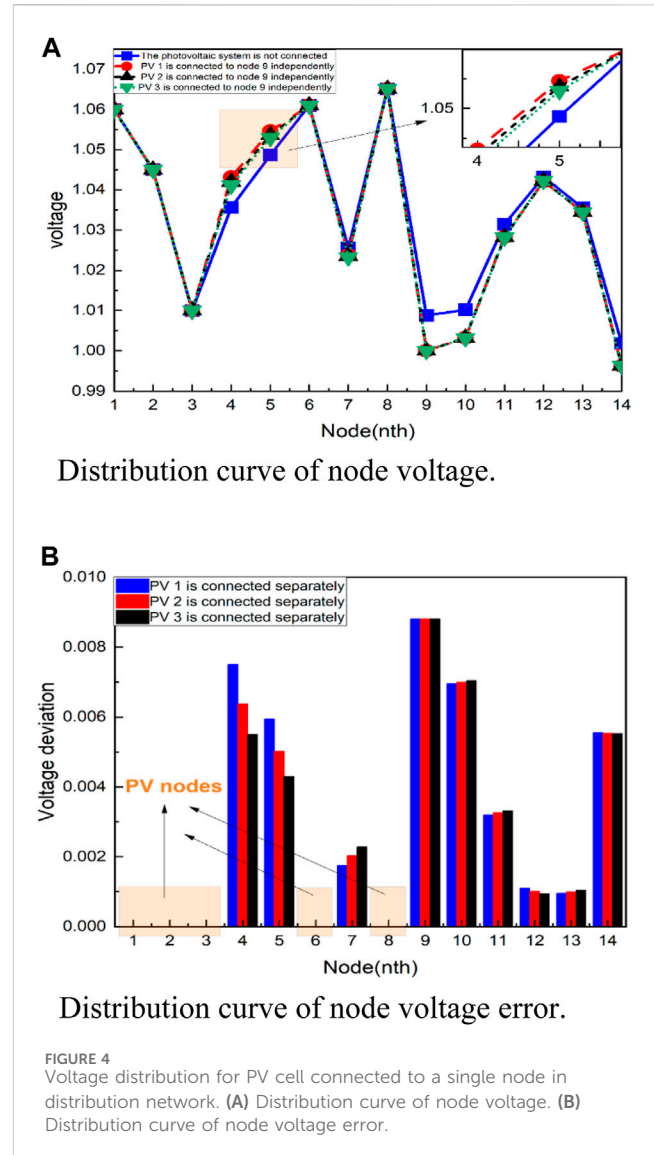 A
The photovoltaic system is not connected
PV 1 is connected to node 9 independently
PV 2 is connected to node 9 independently
PV 3 is connected to node 9 independently
1.07
1.06
1.05
1.04
1.03
1.02
1.01
1.00
0.99
voltage
1.05
4 5
1 2 3 4 5 6 7 8 9 10 11 12 13 14
Node(nth)
Distribution curve of node voltage.
B
PV 1 is connected separately
PV 2 is connected separately
PV 3 is connected separately
0.010
0.008
0.006
0.004
0.002
0.000
Voltage deviation
PV nodes
1 2 3 4 5 6 7 8 9 10 11 12 13 14
Node(nth)
Distribution curve of node voltage error.
FIGURE 4
Voltage distribution for PV cell connected to a single node in
distribution network. (A) Distribution curve of node voltage. (B)
Distribution curve of node voltage error.